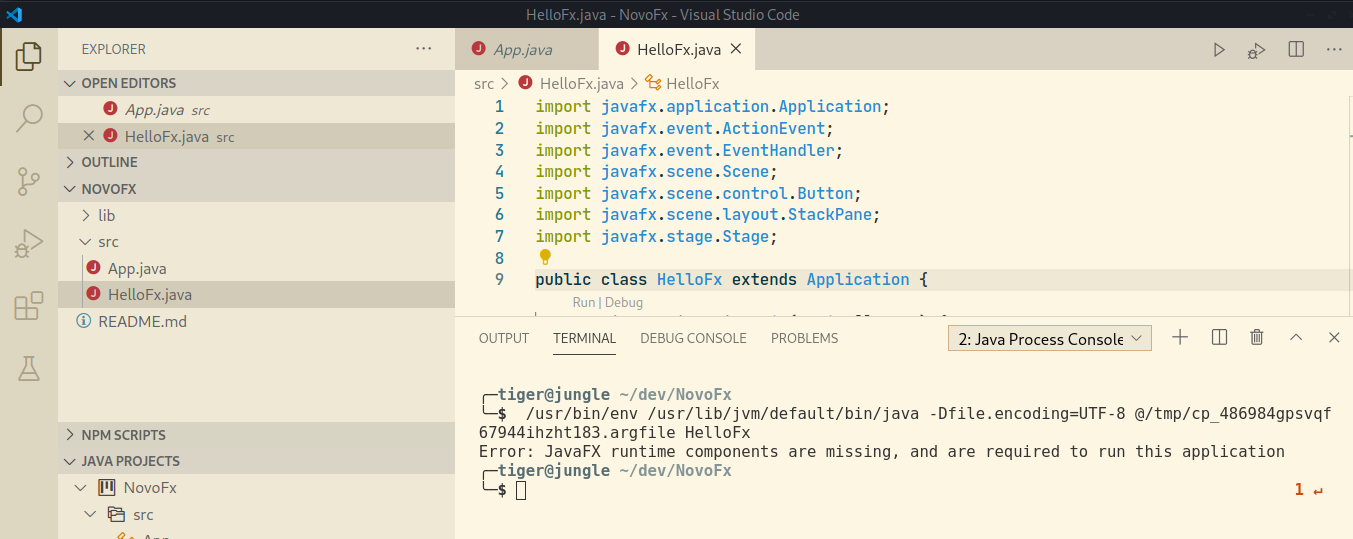 HelloFx.java - NovoFx - Visual Studio Code
EXPLORER
OPEN EDITORS
App.java src
HelloFx.java src
OUTLINE
NOVOFX
lib
src
App.java
HelloFx.java
README.md
NPM SCRIPTS
JAVA PROJECTS
NovoFx
src
App.java
HelloFx.java
src > HelloFx.java > HelloFx
1 import javafx.application.Application;
2 import javafx.event.ActionEvent;
3 import javafx.event.EventHandler;
4 import javafx.scene.Scene;
5 import javafx.scene.control.Button;
6 import javafx.scene.layout.StackPane;
7 import javafx.stage.Stage;
8
9 public class HelloFx extends Application {
Run | Debug
OUTPUT TERMINAL DEBUG CONSOLE PROBLEMS
2: Java Process Console
╭─tiger@jungle ~/dev/NovoFx
╰─$ /usr/bin/env /usr/lib/jvm/default/bin/java -Dfile.encoding=UTF-8 @/tmp/cp_486984gpsvqf
67944ihzht183.argfile HelloFx
Error: JavaFX runtime components are missing, and are required to run this application
╭─tiger@jungle ~/dev/NovoFx
╰─$ 1 ↵